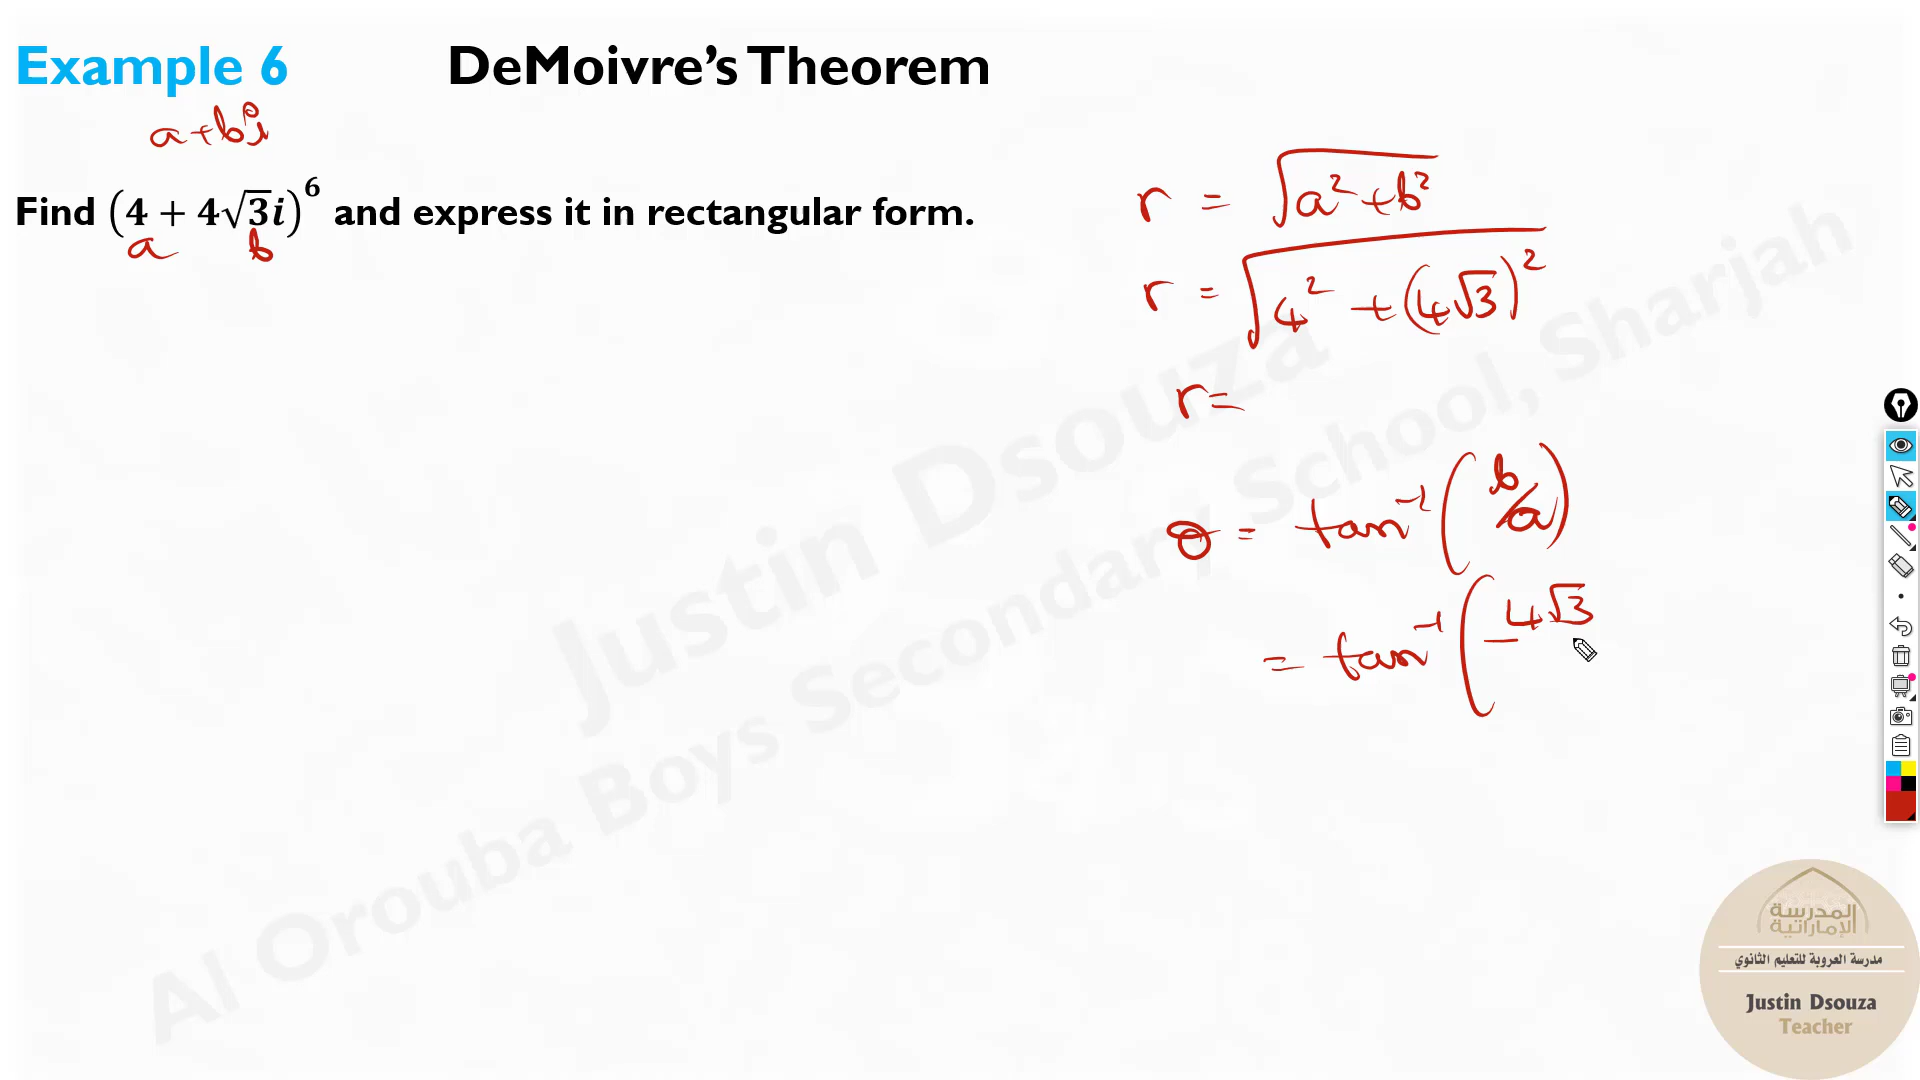 Example 6 DeMoivre's Theorem
a+bi
Find (4 + 4√3i)^6 and express it in rectangular form.
a b
r = √a²+b²
r = √4² + (4√3)²
r=
θ = tan⁻¹ (b/a)
= tan⁻¹ (4√3
Justin Dsouza
Al Orouba Boys Secondary School, Sharjah
المدرسة
الإماراتية
مدرسة العروبة للتعليم الثانوي
Justin Dsouza
Teacher